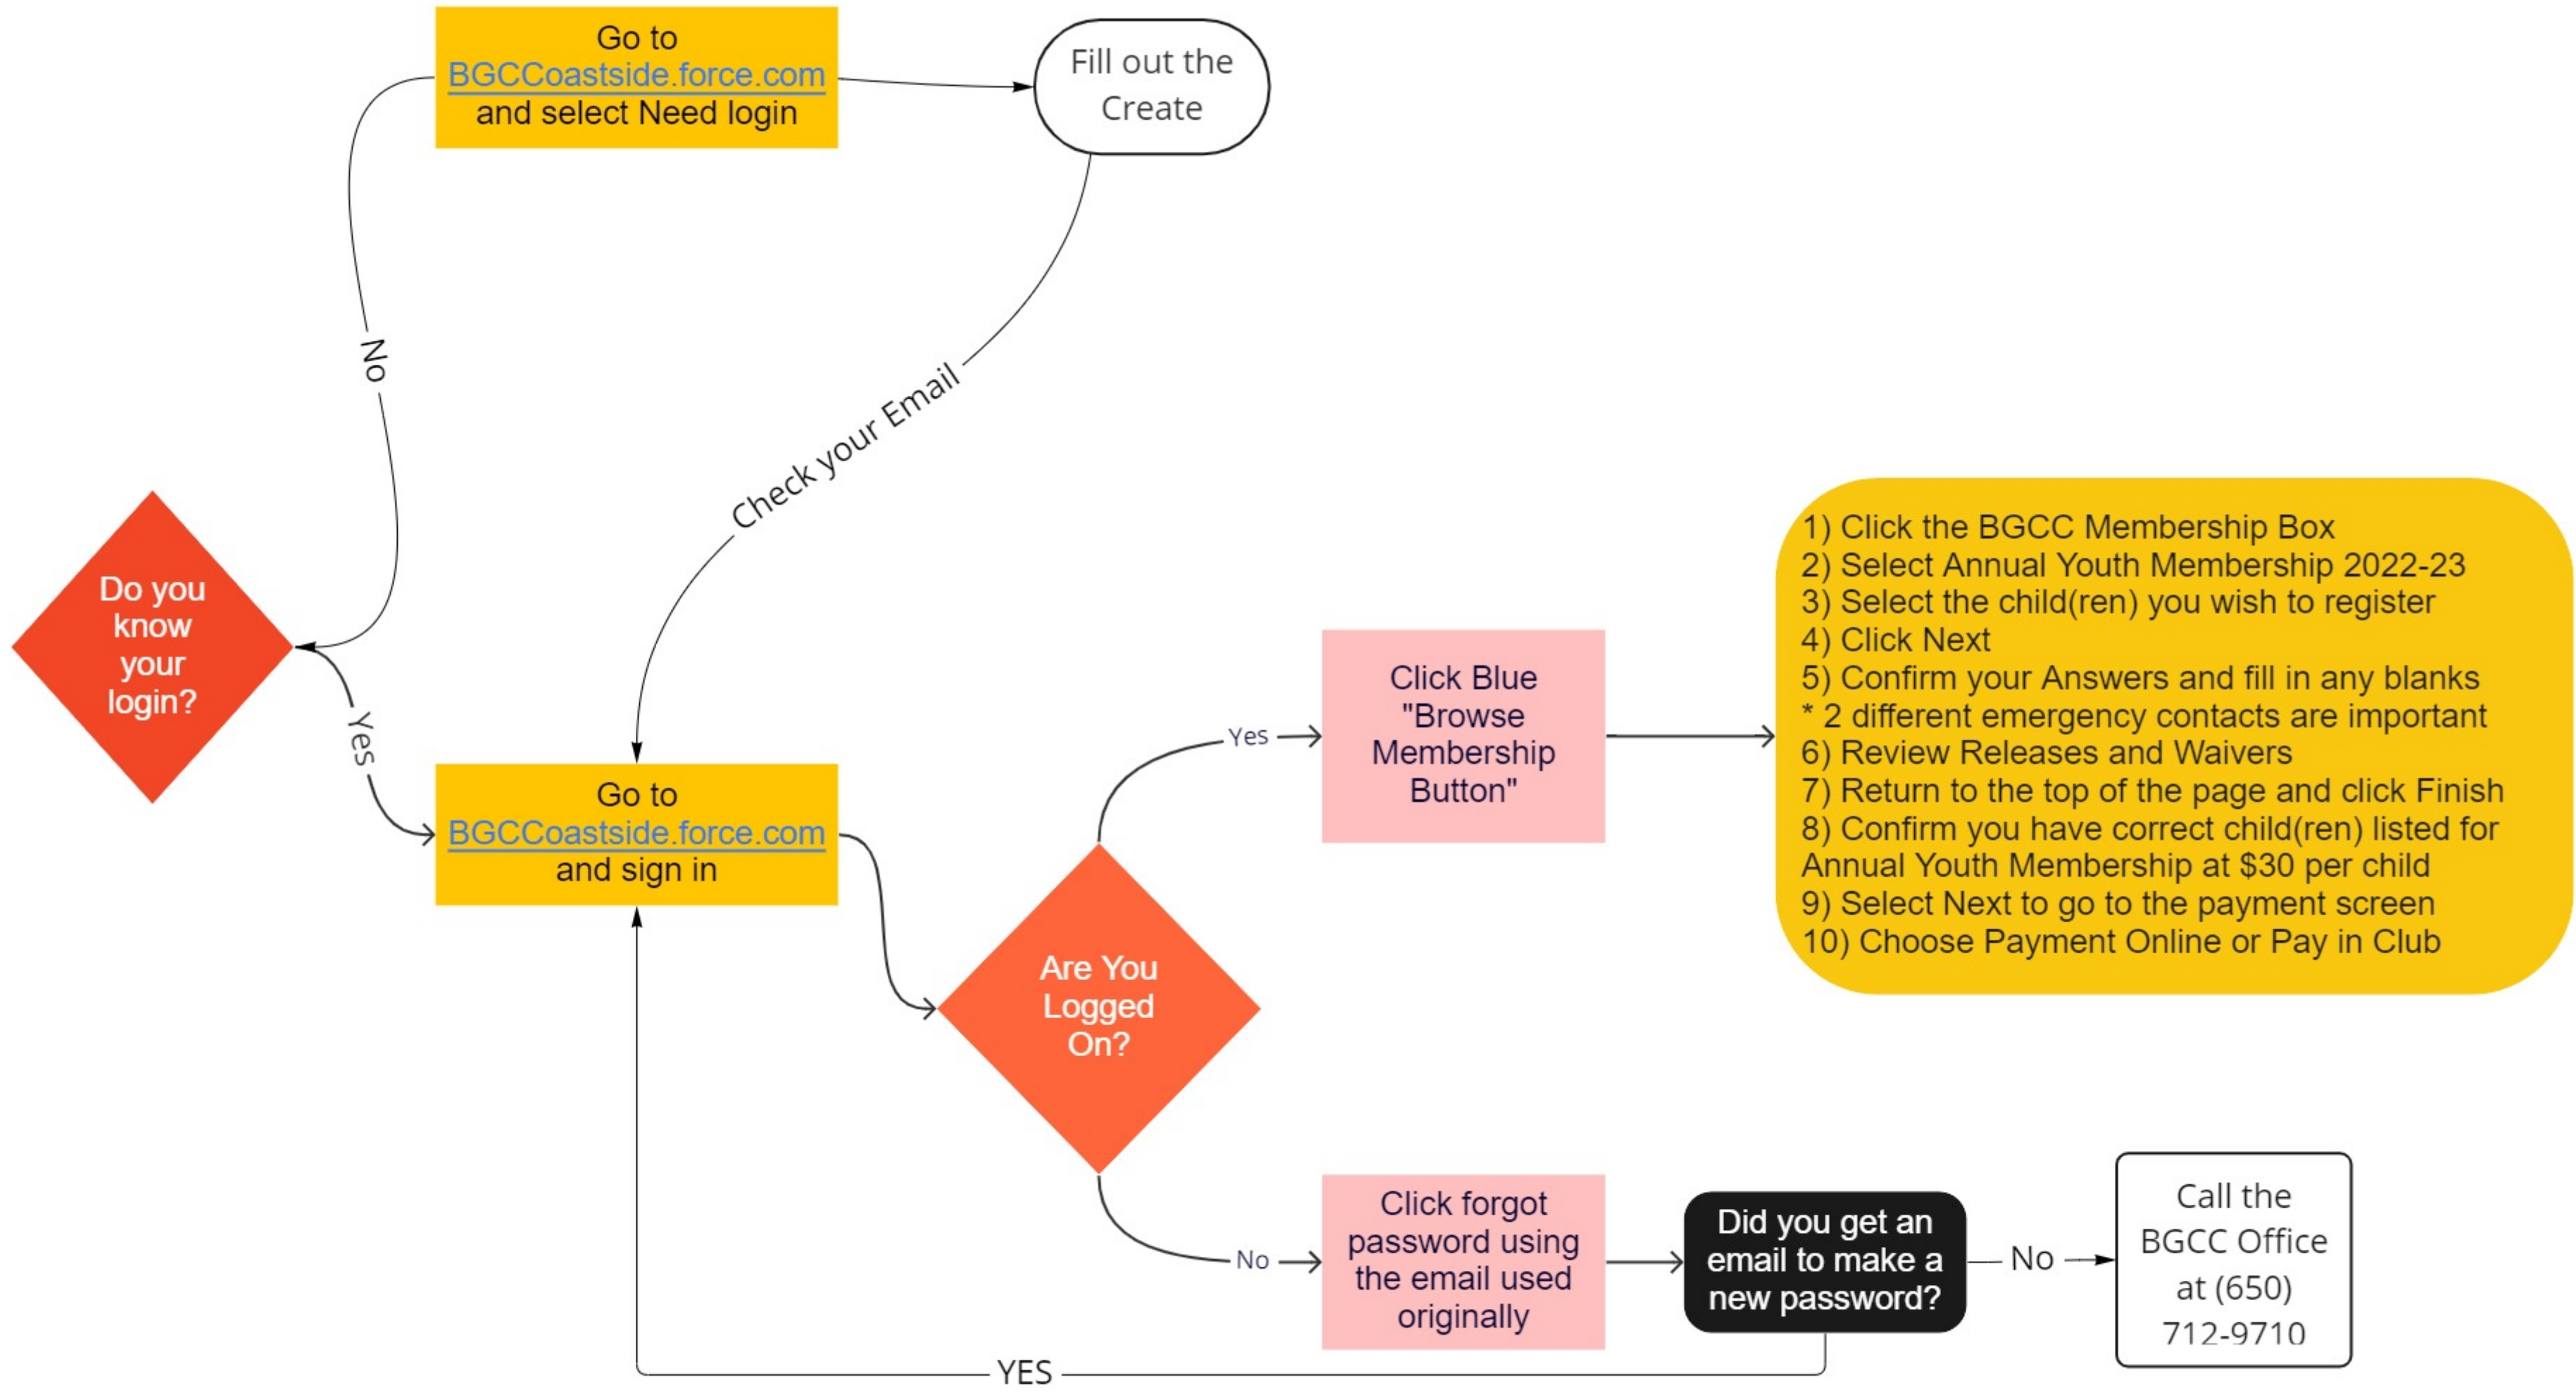 Go to
BGCCoastside.force.com
and select Need login
Fill out the
Create
No
Check your Email
Do you
know
your
login?
Yes
Go to
BGCCoastside.force.com
and sign in
Are You
Logged
On?
Yes
Click Blue
"Browse
Membership
Button"
1) Click the BGCC Membership Box
2) Select Annual Youth Membership 2022-23
3) Select the child(ren) you wish to register
4) Click Next
5) Confirm your Answers and fill in any blanks
* 2 different emergency contacts are important
6) Review Releases and Waivers
7) Return to the top of the page and click Finish
8) Confirm you have correct child(ren) listed for
Annual Youth Membership at $30 per child
9) Select Next to go to the payment screen
10) Choose Payment Online or Pay in Club
No
Click forgot
password using
the email used
originally
Did you get an
email to make a
new password?
No
Call the
BGCC Office
at (650)
712-9710
YES